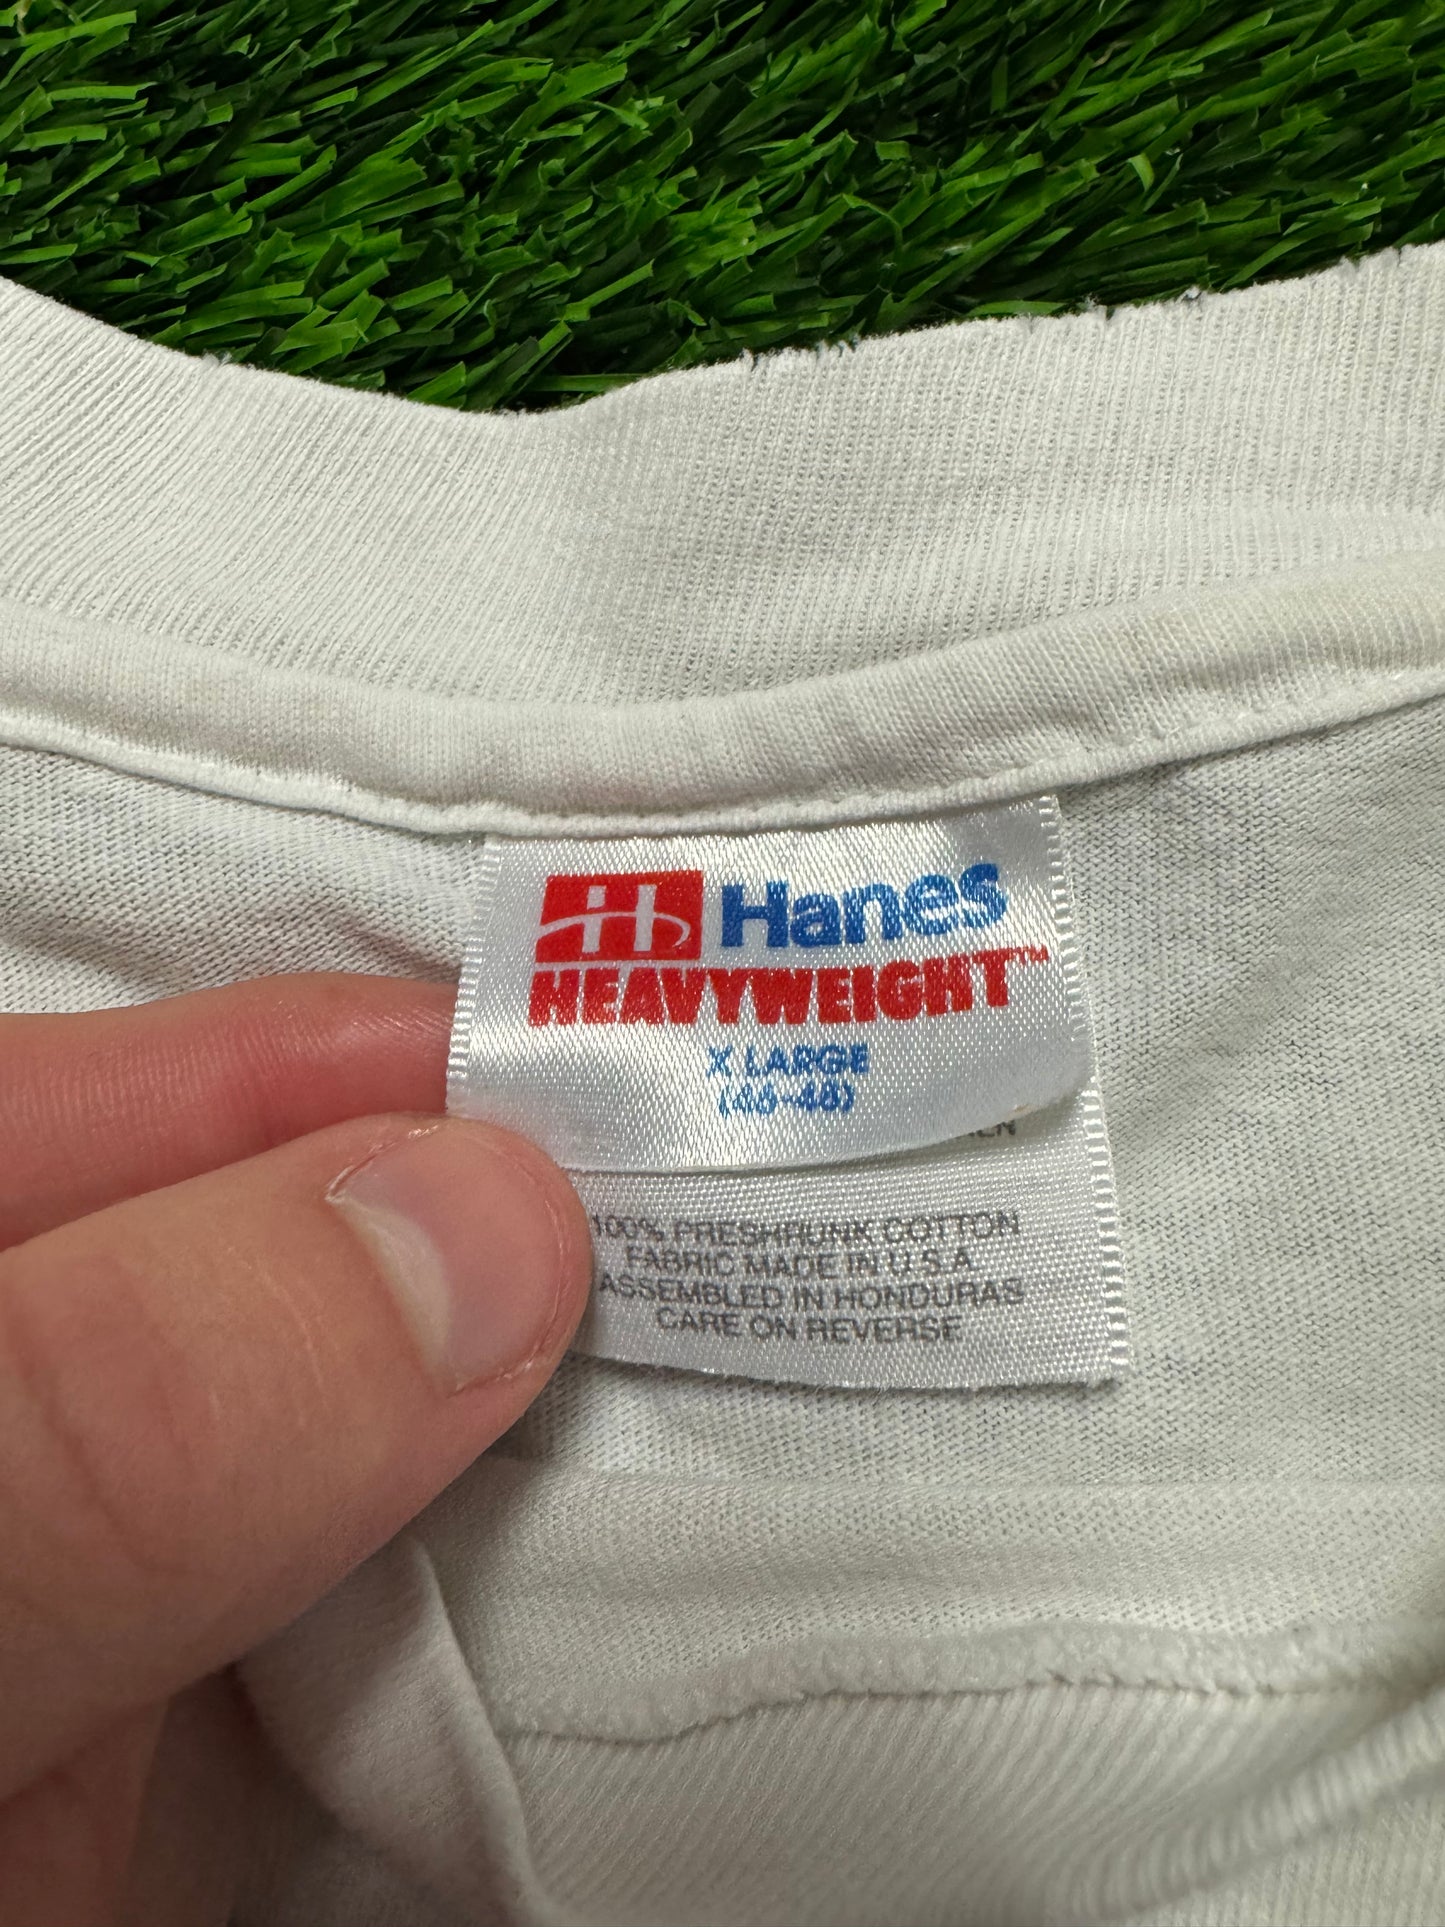 Hanes
HEAVYWEIGHT™
X LARGE
(46-48)
100% PRESHRUNK COTTON
FABRIC MADE IN U.S.A
ASSEMBLED IN HONDURAS
CARE ON REVERSE